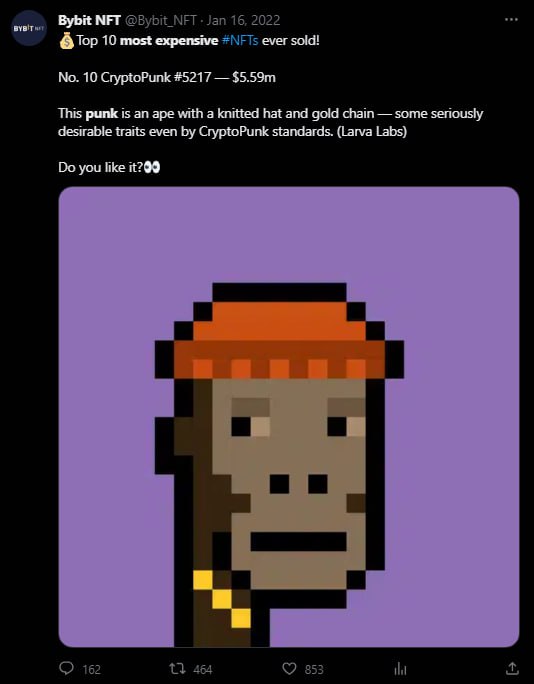 BYBIT NFT
Bybit NFT @Bybit_NFT · Jan 16, 2022
💰Top 10 most expensive #NFTs ever sold!
No. 10 CryptoPunk #5217 — $5.59m
This punk is an ape with a knitted hat and gold chain — some seriously
desirable traits even by CryptoPunk standards. (Larva Labs)
Do you like it?👀
162 464 853